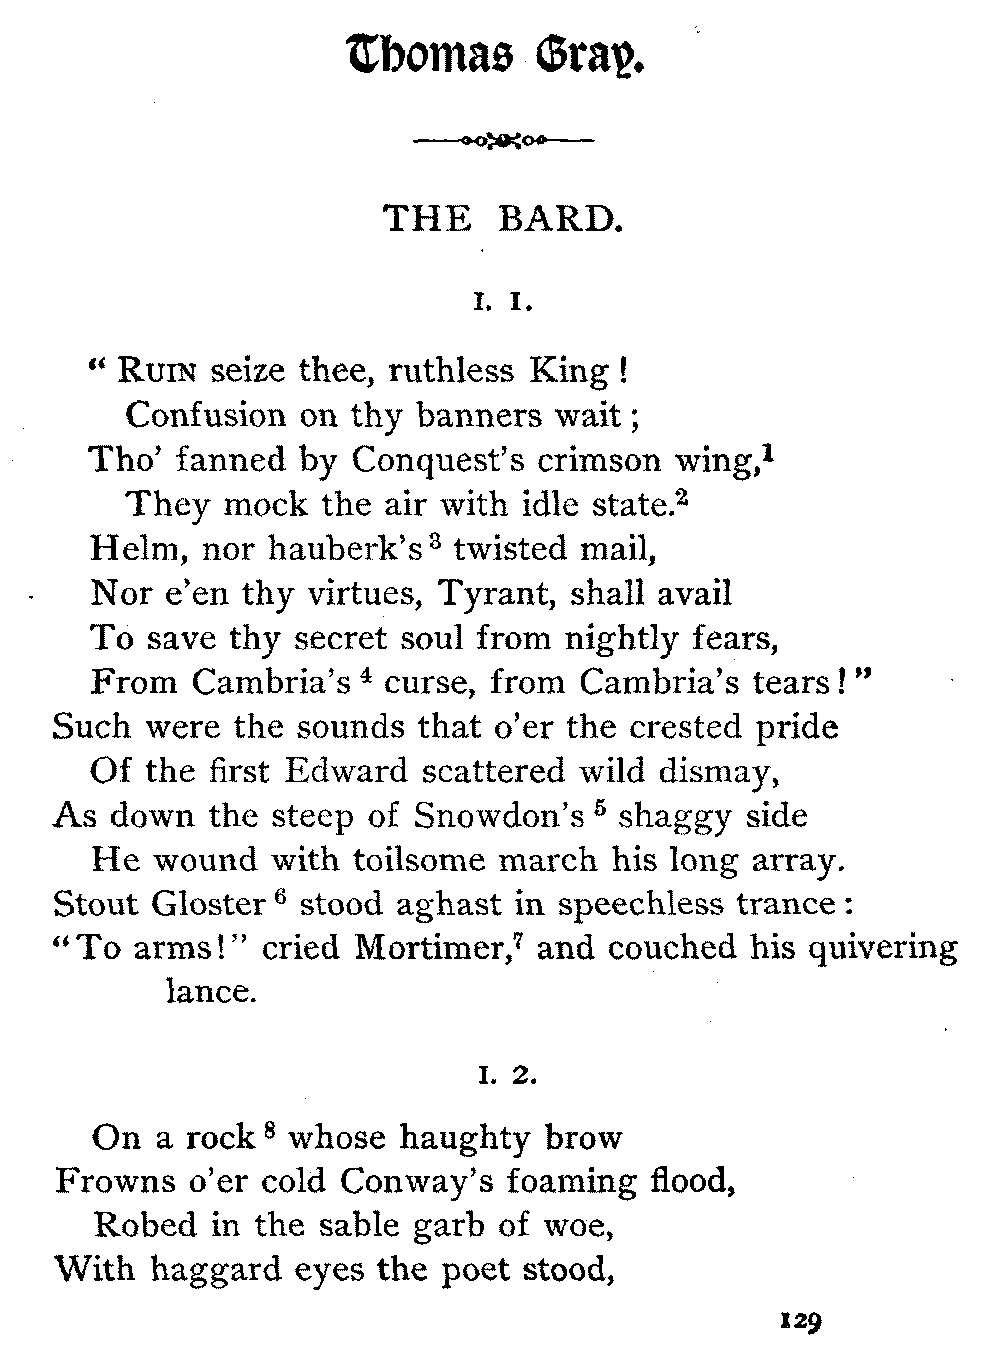 Thomas Gray.
THE BARD.
I. 1.
“ RUIN seize thee, ruthless King !
Confusion on thy banners wait ;
Tho’ fanned by Conquest’s crimson wing,¹
They mock the air with idle state.²
Helm, nor hauberk’s ³ twisted mail,
Nor e’en thy virtues, Tyrant, shall avail
To save thy secret soul from nightly fears,
From Cambria’s ⁴ curse, from Cambria’s tears ! ”
Such were the sounds that o’er the crested pride
Of the first Edward scattered wild dismay,
As down the steep of Snowdon’s ⁵ shaggy side
He wound with toilsome march his long array.
Stout Gloster ⁶ stood aghast in speechless trance :
“To arms!” cried Mortimer,⁷ and couched his quivering
lance.
I. 2.
On a rock ⁸ whose haughty brow
Frowns o’er cold Conway’s foaming flood,
Robed in the sable garb of woe,
With haggard eyes the poet stood,
129